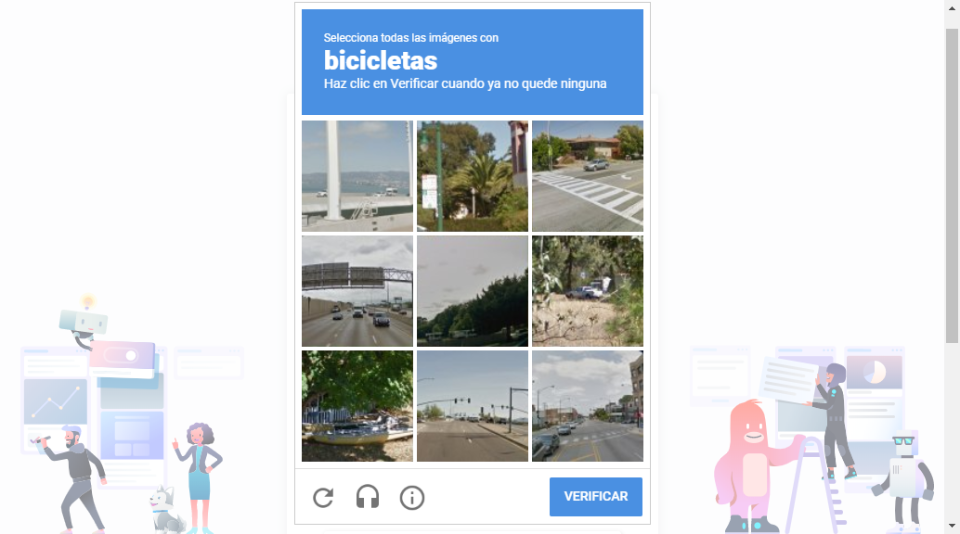 Selecciona todas las imágenes con
bicicletas
Haz clic en Verificar cuando ya no quede ninguna
VERIFICAR